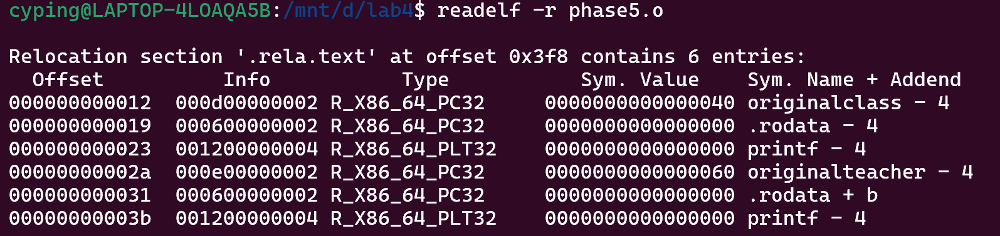 cyping@LAPTOP-4LOAQA5B:/mnt/d/lab4$ readelf -r phase5.o
Relocation section '.rela.text' at offset 0x3f8 contains 6 entries:
Offset Info Type Sym. Value Sym. Name + Addend
000000000012 000d00000002 R_X86_64_PC32 0000000000000040 originalclass - 4
000000000019 000600000002 R_X86_64_PC32 0000000000000000 .rodata - 4
000000000023 001200000004 R_X86_64_PLT32 0000000000000000 printf - 4
00000000002a 000e00000002 R_X86_64_PC32 0000000000000060 originalteacher - 4
000000000031 000600000002 R_X86_64_PC32 0000000000000000 .rodata + b
00000000003b 001200000004 R_X86_64_PLT32 0000000000000000 printf - 4